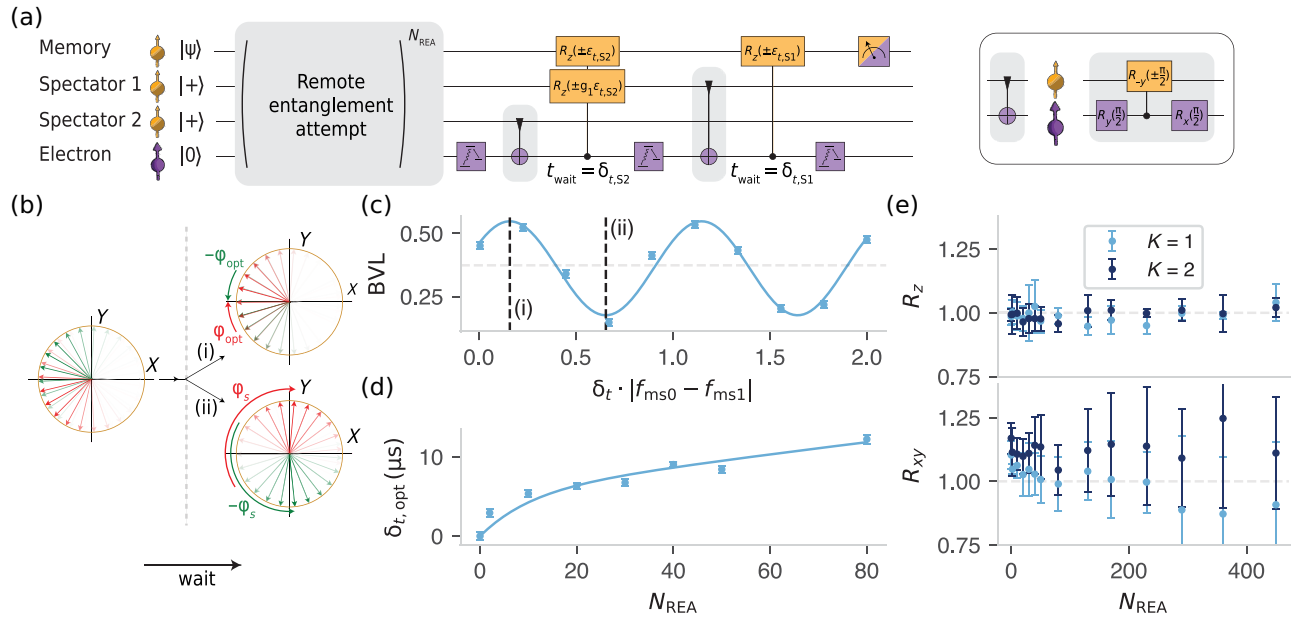 (a)
Memory |ψ⟩
Spectator 1 |+⟩
Spectator 2 |+⟩
Electron |0⟩
N_REA
Remote
entanglement
attempt
R_z(±ε_t,S2)
R_z(±g₁ε_t,S2)
t_wait = δ_t,S2
R_z(±ε_t,S1)
t_wait = δ_t,S1
R_−y(±π/2)
R_y(π/2)
R_x(π/2)
(b)
Y
X
(i)
(ii)
−φ_opt
φ_opt
Y
X
φ_s
−φ_s
Y
X
wait
(c)
BVL
0.50
0.25
(i)
(ii)
0.0 0.5 1.0 1.5 2.0
δ_t · |f_ms0 − f_ms1|
(d)
δ_t, opt (μs)
10
0
0 20 40 60 80
N_REA
(e)
K = 1
K = 2
R_z
1.25
1.00
0.75
R_xy
1.25
1.00
0.75
0 200 400
N_REA